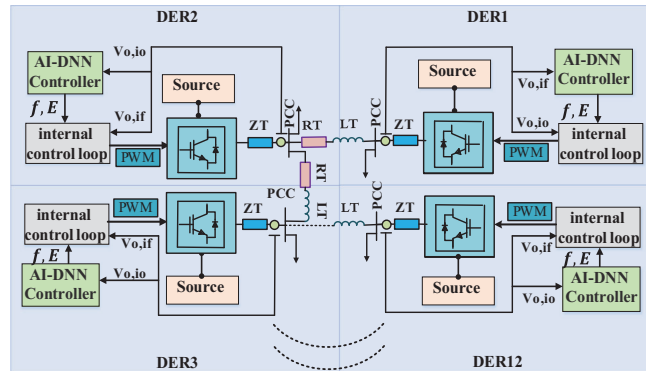 DER2
DER1
AI-DNN
Controller
Vo,io
f, E
Vo,if
internal
control loop
PWM
Source
ZT
PCC
RT
LT
PCC
ZT
Source
Vo,if
Vo,io
AI-DNN
Controller
f, E
internal
control loop
PWM
RT
LT
internal
control loop
PWM
f, E
Vo,if
AI-DNN
Controller
Vo,io
Source
ZT
PCC
LT
PCC
ZT
Source
PWM
Vo,if
internal
control loop
f, E
Vo,io
AI-DNN
Controller
DER3
DER12